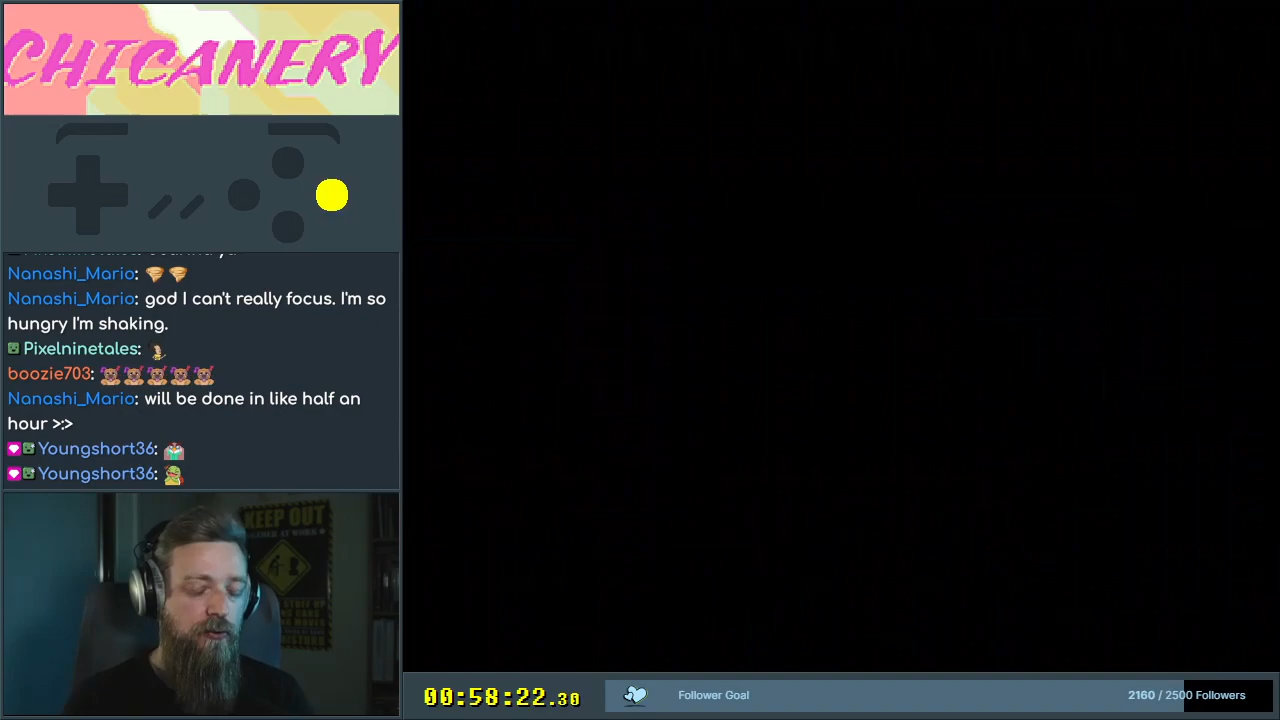 CHICANERY
Nanashi_Mario:
Nanashi_Mario: god I can't really focus. I'm so
hungry I'm shaking.
Pixelninetales:
boozie703:
Nanashi_Mario: will be done in like half an
hour >:>
Youngshort36:
Youngshort36:
KEEP OUT
00:58:22.30
Follower Goal
2160 / 2500 Followers